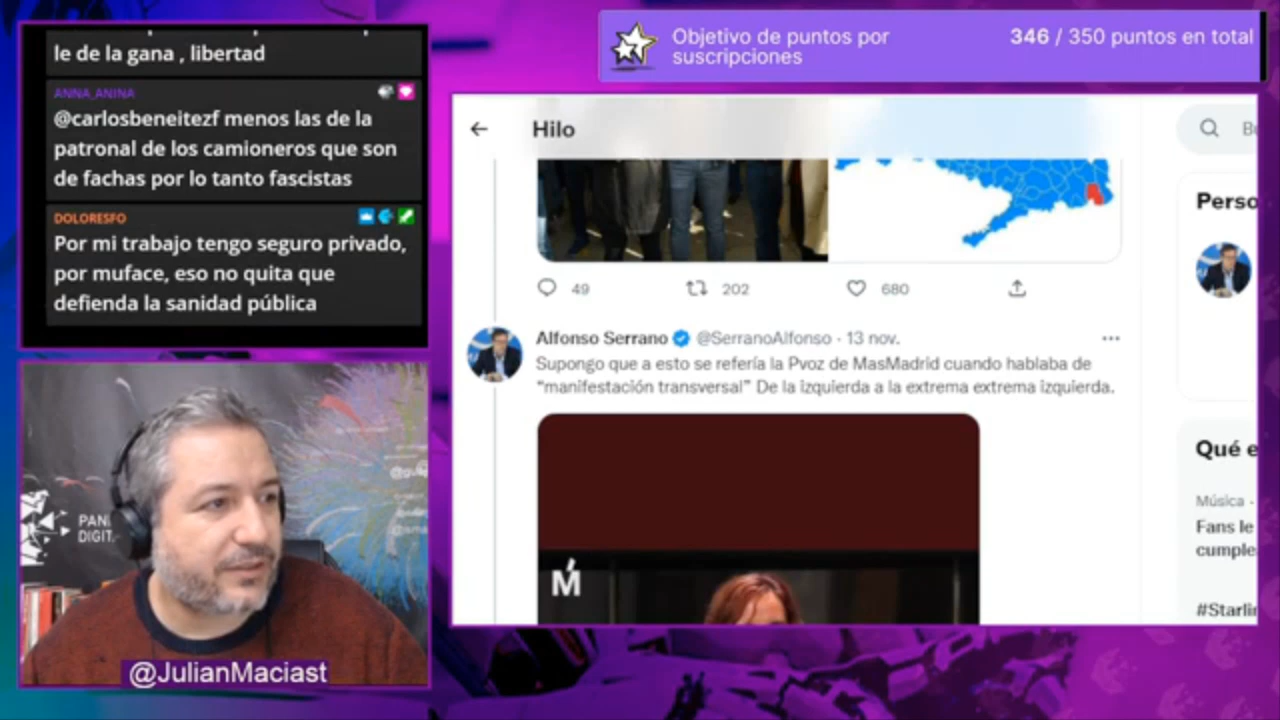 le de la gana , libertad
ANNA_ANINA
@carlosbeneitezf menos las de la
patronal de los camioneros que son
de fachas por lo tanto fascistas
DOLORESFO
Por mi trabajo tengo seguro privado,
por muface, eso no quita que
defienda la sanidad pública
PAN
DIGIT
@JulianMaciast
Objetivo de puntos por
suscripciones
346 / 350 puntos en total
Hilo
49 202 680
Alfonso Serrano @SerranoAlfonso · 13 nov.
Supongo que a esto se refería la Pvoz de MasMadrid cuando hablaba de
“manifestación transversal” De la izquierda a la extrema extrema izquierda.
Ḿ
Perso
Qué e
Música ·
Fans le
cumple
#Starli